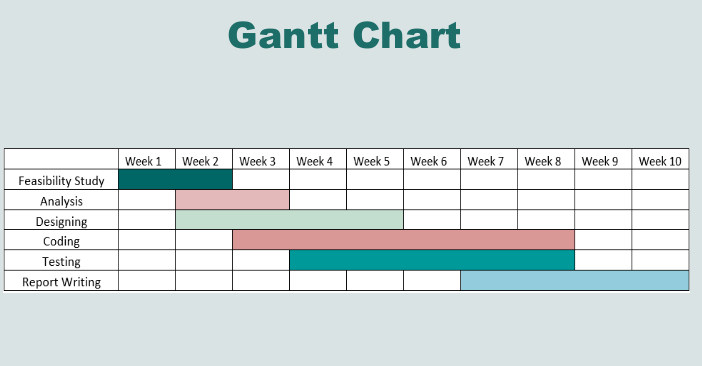 Gantt Chart
Week 1 Week 2 Week 3 Week 4 Week 5 Week 6 Week 7 Week 8 Week 9 Week 10
Feasibility Study
Analysis
Designing
Coding
Testing
Report Writing